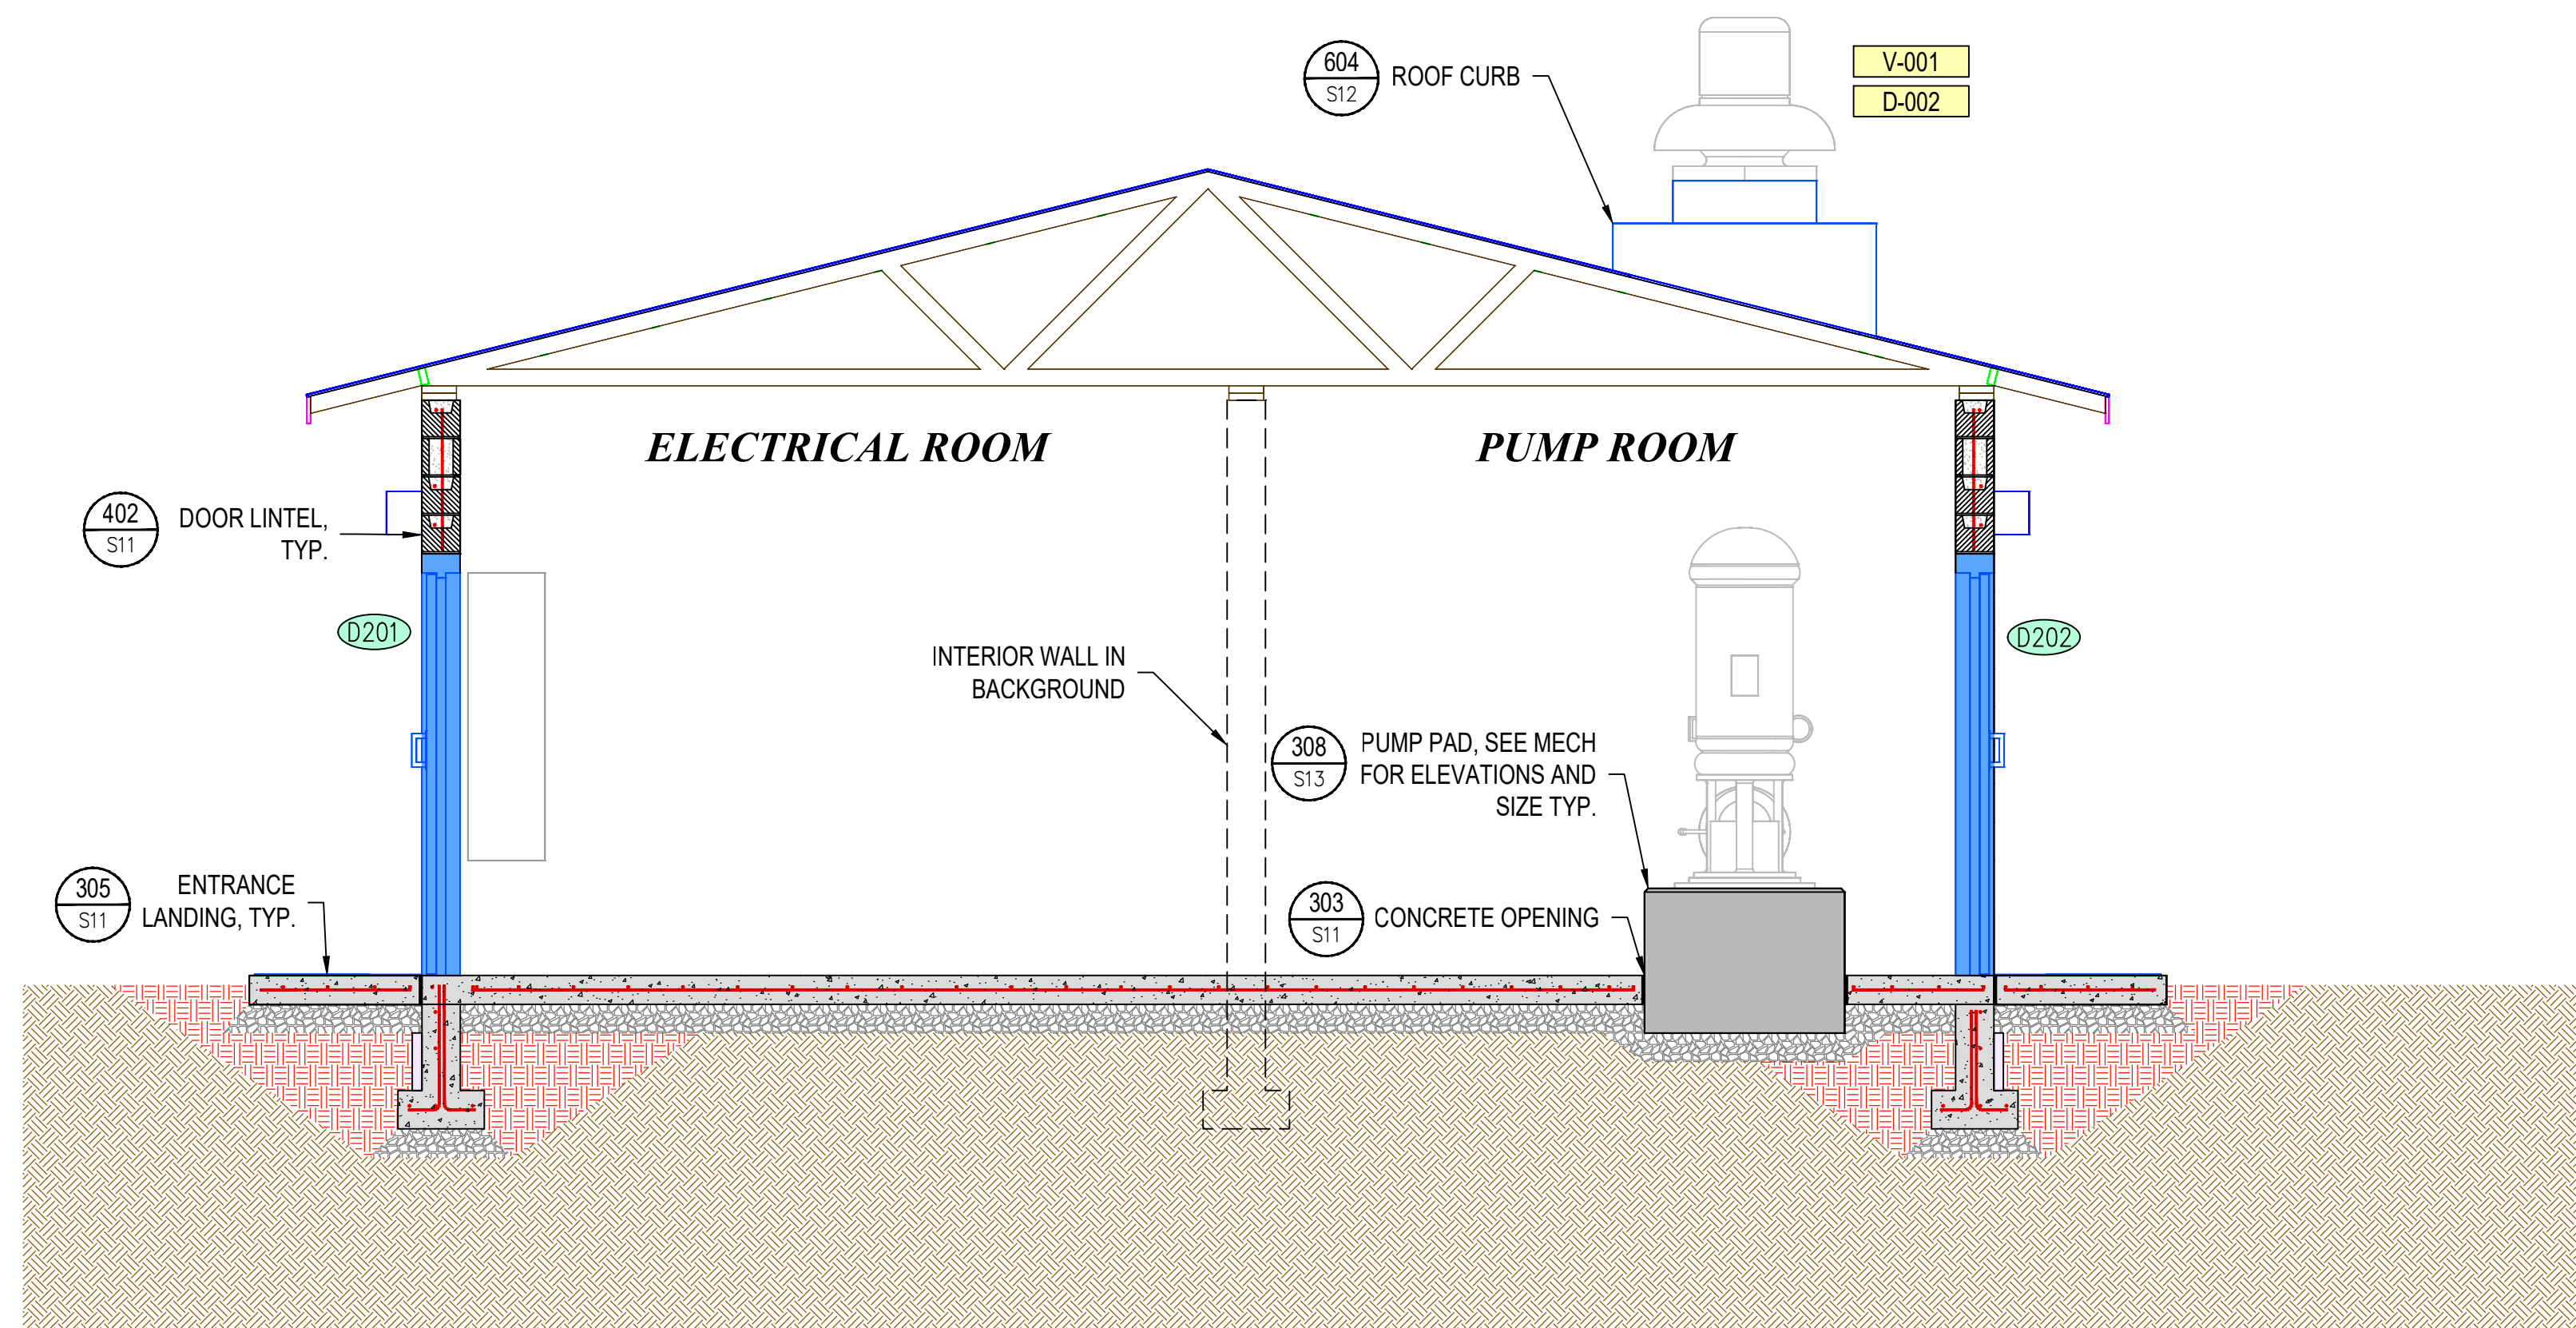 604
S12
ROOF CURB
V-001
D-002
ELECTRICAL ROOM
PUMP ROOM
402
S11
DOOR LINTEL,
TYP.
D201
D202
INTERIOR WALL IN
BACKGROUND
308
S13
PUMP PAD, SEE MECH
FOR ELEVATIONS AND
SIZE TYP.
305
S11
ENTRANCE
LANDING, TYP.
303
S11
CONCRETE OPENING